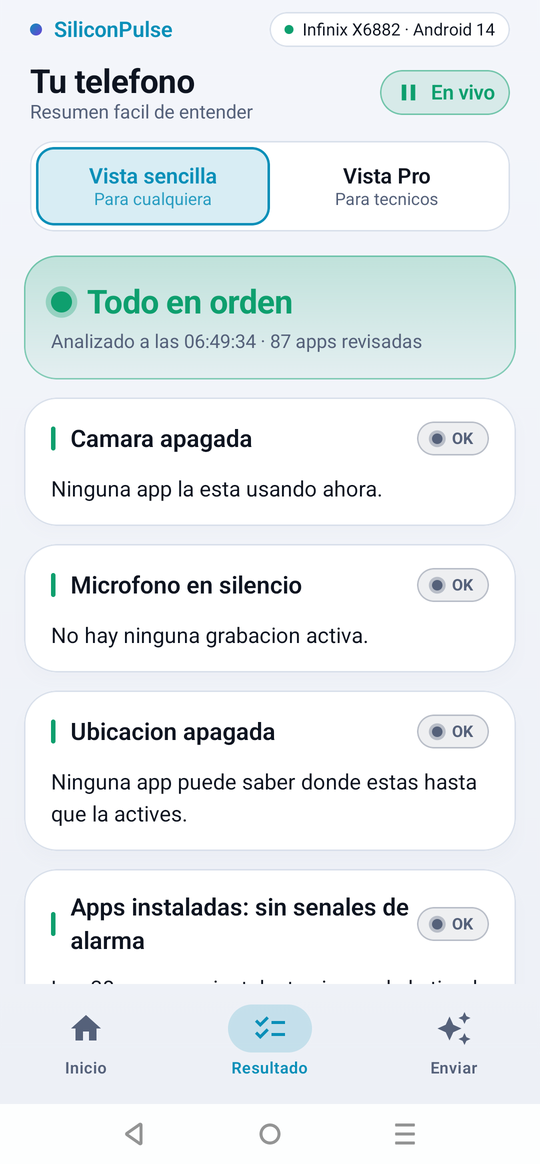 SiliconPulse
Infinix X6882 · Android 14
Tu telefono
Resumen facil de entender
En vivo
Vista sencilla
Para cualquiera
Vista Pro
Para tecnicos
Todo en orden
Analizado a las 06:49:34 · 87 apps revisadas
Camara apagada
OK
Ninguna app la esta usando ahora.
Microfono en silencio
OK
No hay ninguna grabacion activa.
Ubicacion apagada
OK
Ninguna app puede saber donde estas hasta
que la actives.
Apps instaladas: sin senales de
alarma
OK
Inicio
Resultado
Enviar